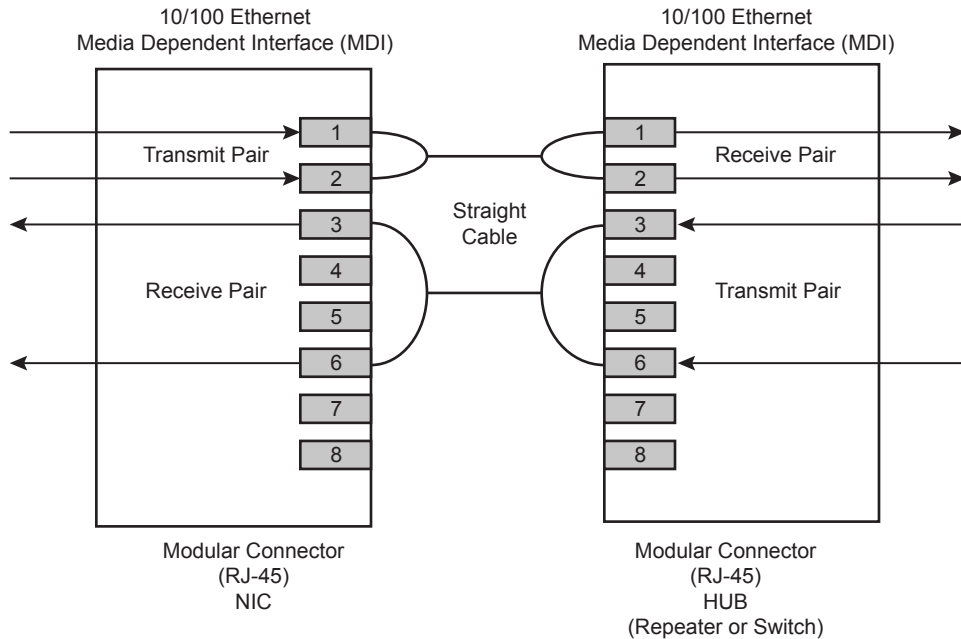 10/100 Ethernet
Media Dependent Interface (MDI)
10/100 Ethernet
Media Dependent Interface (MDI)
1
Transmit Pair
2
3
4
Receive Pair
5
6
7
8
Straight
Cable
1
Receive Pair
2
3
4
Transmit Pair
5
6
7
8
Modular Connector
(RJ-45)
NIC
Modular Connector
(RJ-45)
HUB
(Repeater or Switch)